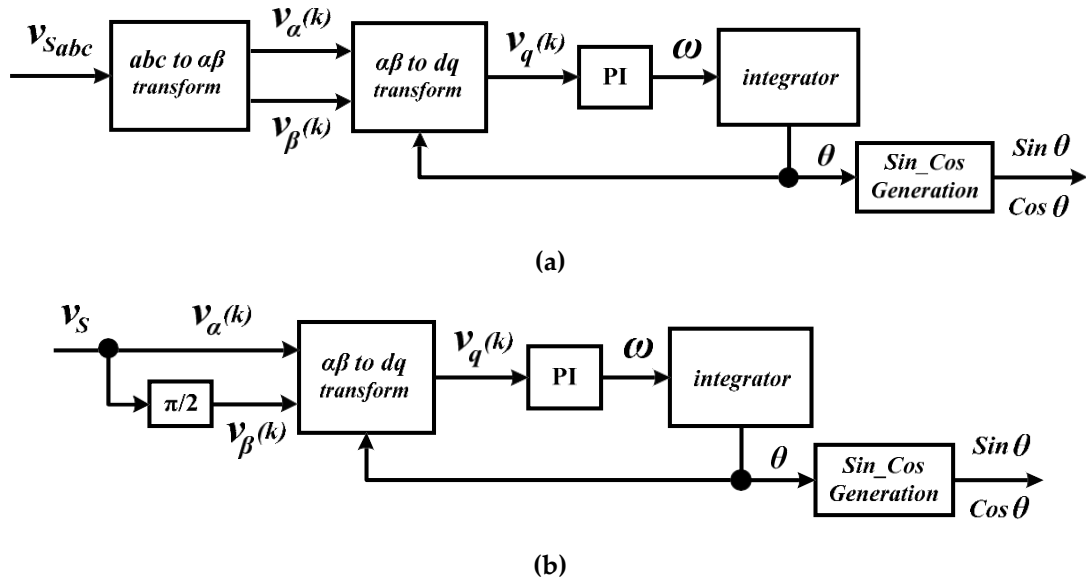 v_Sabc
abc to αβ
transform
v_α(k)
v_β(k)
αβ to dq
transform
v_q(k)
PI
ω
integrator
θ
Sin_Cos
Generation
Sin θ
Cos θ
(a)
v_S
v_α(k)
π/2
v_β(k)
αβ to dq
transform
v_q(k)
PI
ω
integrator
θ
Sin_Cos
Generation
Sin θ
Cos θ
(b)